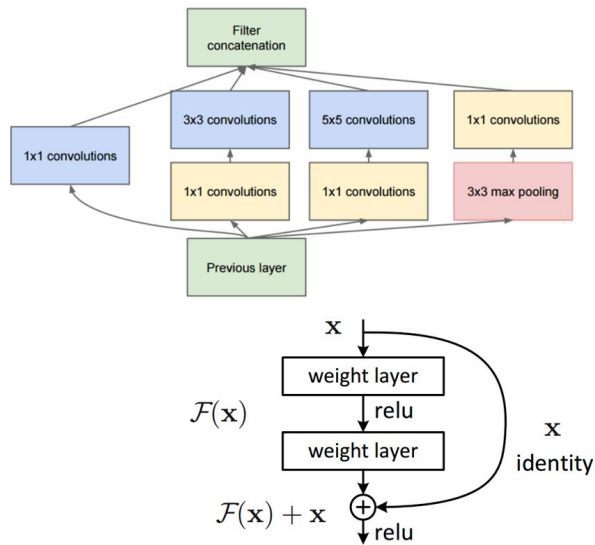 Filter
concatenation
3x3 convolutions
5x5 convolutions
1x1 convolutions
1x1 convolutions
1x1 convolutions
1x1 convolutions
3x3 max pooling
Previous layer
x
weight layer
F(x)
relu
x
weight layer
identity
F(x) + x
relu